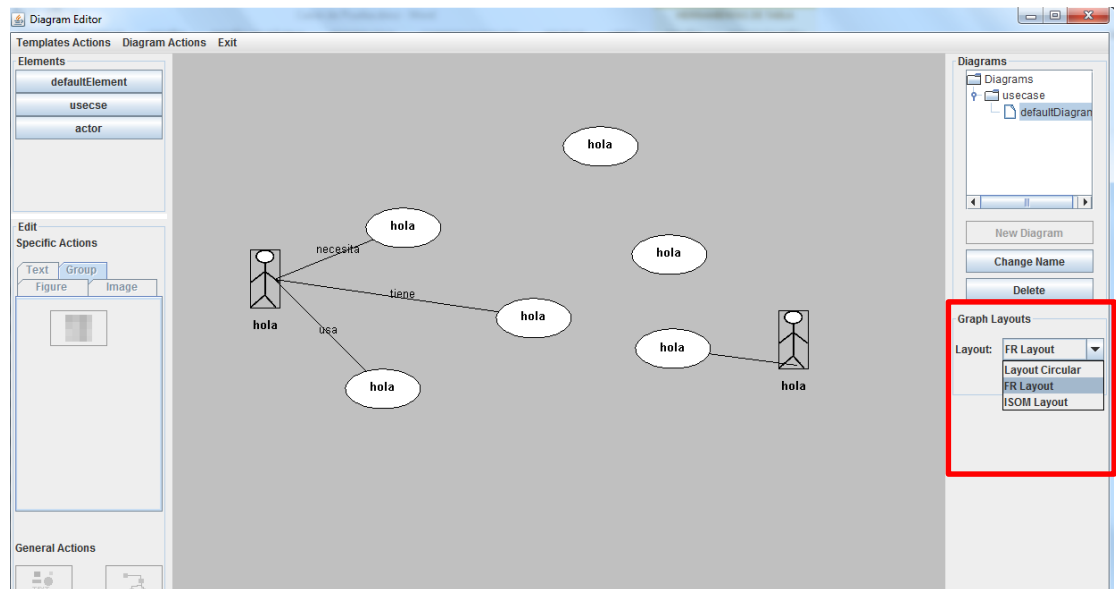 Diagram Editor
Templates Actions Diagram Actions Exit
Elements
defaultElement
usecse
actor
Edit
Specific Actions
Text Group
Figure Image
General Actions
hola
hola
necesita
hola
tiene
hola
hola
usa
hola
hola
hola
Diagrams
Diagrams
usecase
defaultDiagran
New Diagram
Change Name
Delete
Graph Layouts
Layout: FR Layout
Layout Circular
FR Layout
ISOM Layout